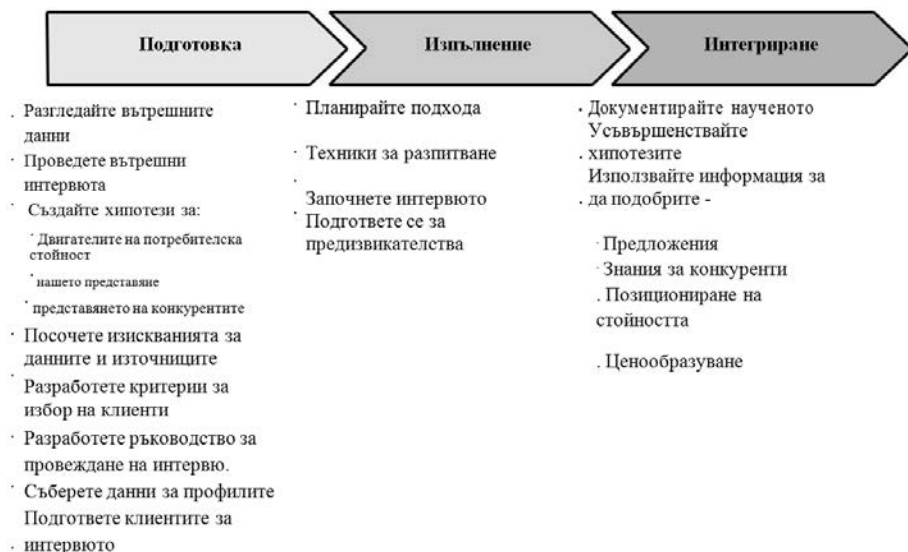 Подготовка
Изпълнение
Интегриране
. Разгледайте вътрешните
данни
· Проведете вътрешни
интервюта
· Създайте хипотези за:
· Двигателите на потребителска
стойност
· нашето представяне
· представянето на конкурентите
· Посочете изискванията за
данните и източниците
· Разработете критерии за
избор на клиенти
· Разработете ръководство за
провеждане на интервю.
· Съберете данни за профилите
Подгответе клиентите за
. интервюто
· Планирайте подхода
· Техники за разпитване
·
Започнете интервюто
· Подгответе се за
предизвикателства
· Документирайте наученото
Усъвършенствайте
. хипотезите
Използвайте информация за
. да подобрите -
· Предложения
· Знания за конкуренти
. Позициониране на
стойността
. Ценообразуване